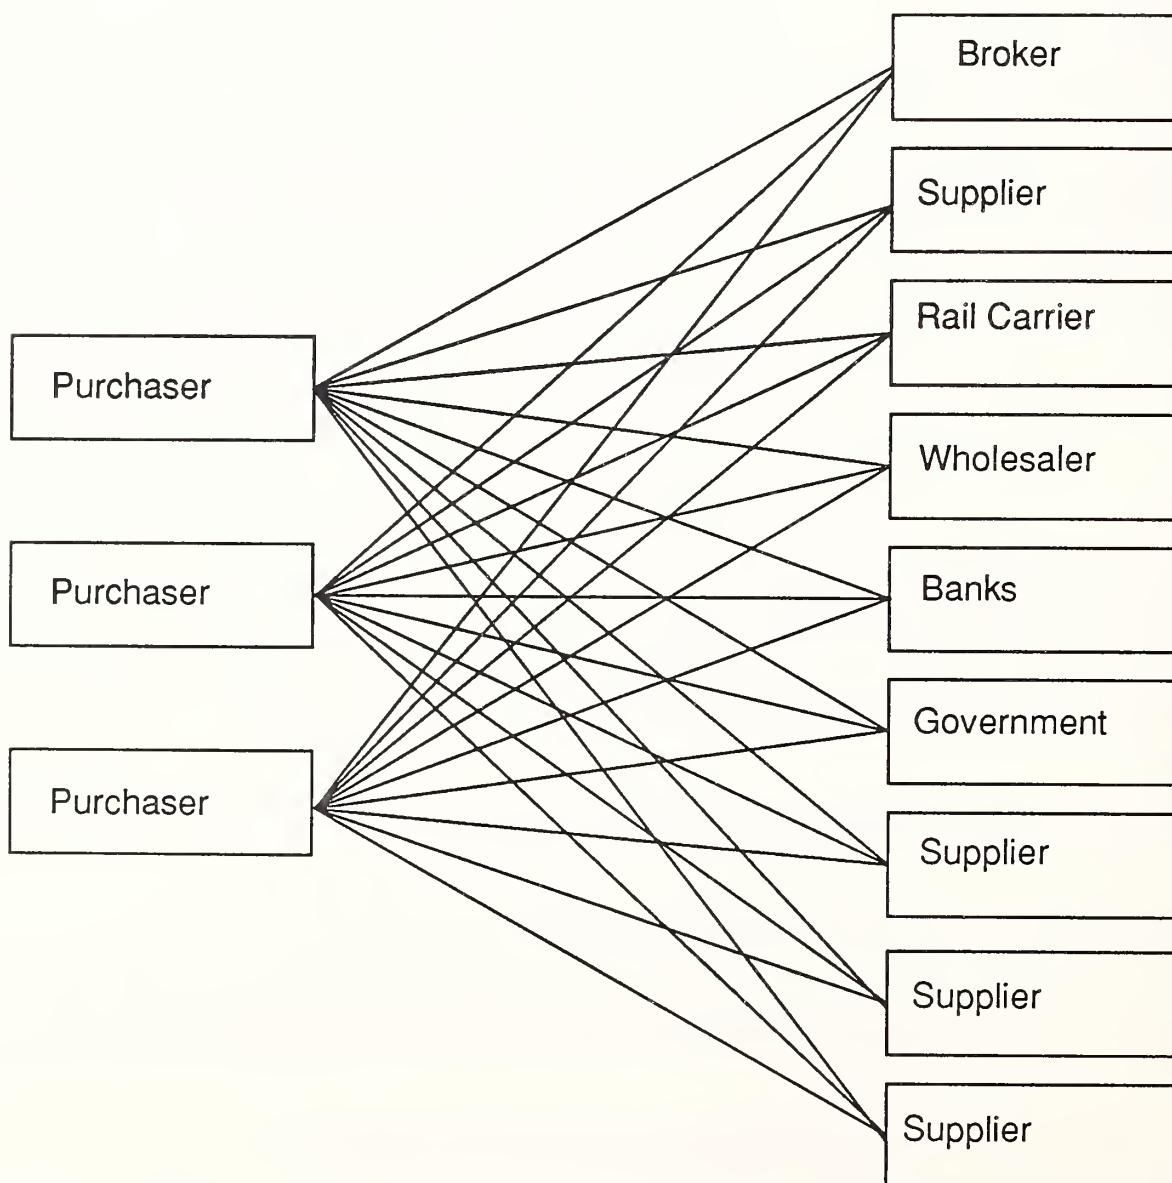 Broker
Supplier
Rail Carrier
Purchaser
Wholesaler
Purchaser
Banks
Government
Purchaser
Supplier
Supplier
Supplier